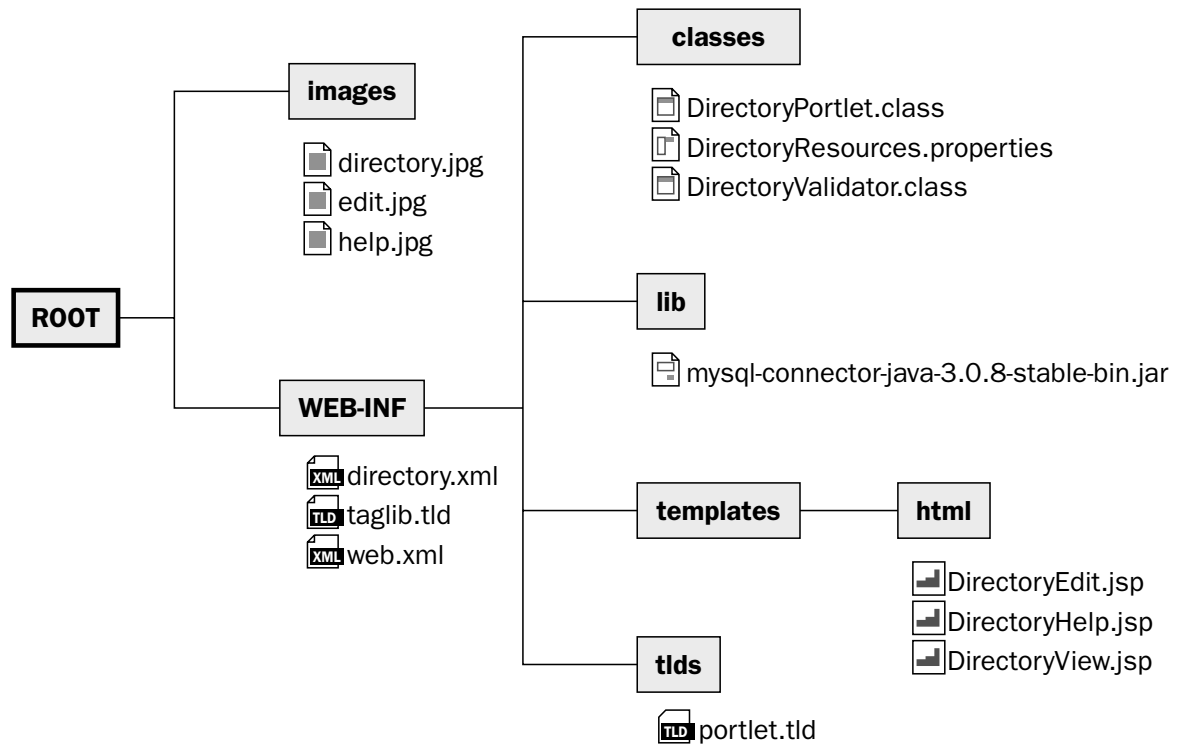 ROOT
images
directory.jpg
edit.jpg
help.jpg
WEB-INF
XML directory.xml
TLD taglib.tld
XML web.xml
classes
DirectoryPortlet.class
DirectoryResources.properties
DirectoryValidator.class
lib
mysql-connector-java-3.0.8-stable-bin.jar
templates
html
DirectoryEdit.jsp
DirectoryHelp.jsp
DirectoryView.jsp
tlds
TLD portlet.tld